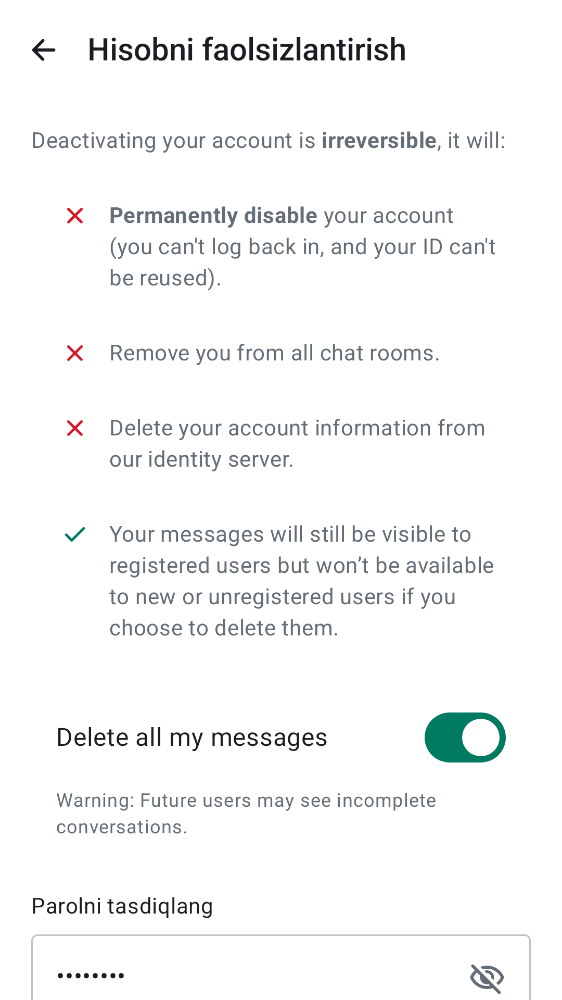 Hisobni faolsizlantirish
Deactivating your account is irreversible, it will:
Permanently disable your account
(you can't log back in, and your ID can't
be reused).
Remove you from all chat rooms.
Delete your account information from
our identity server.
Your messages will still be visible to
registered users but won’t be available
to new or unregistered users if you
choose to delete them.
Delete all my messages
Warning: Future users may see incomplete
conversations.
Parolni tasdiqlang
••••••••